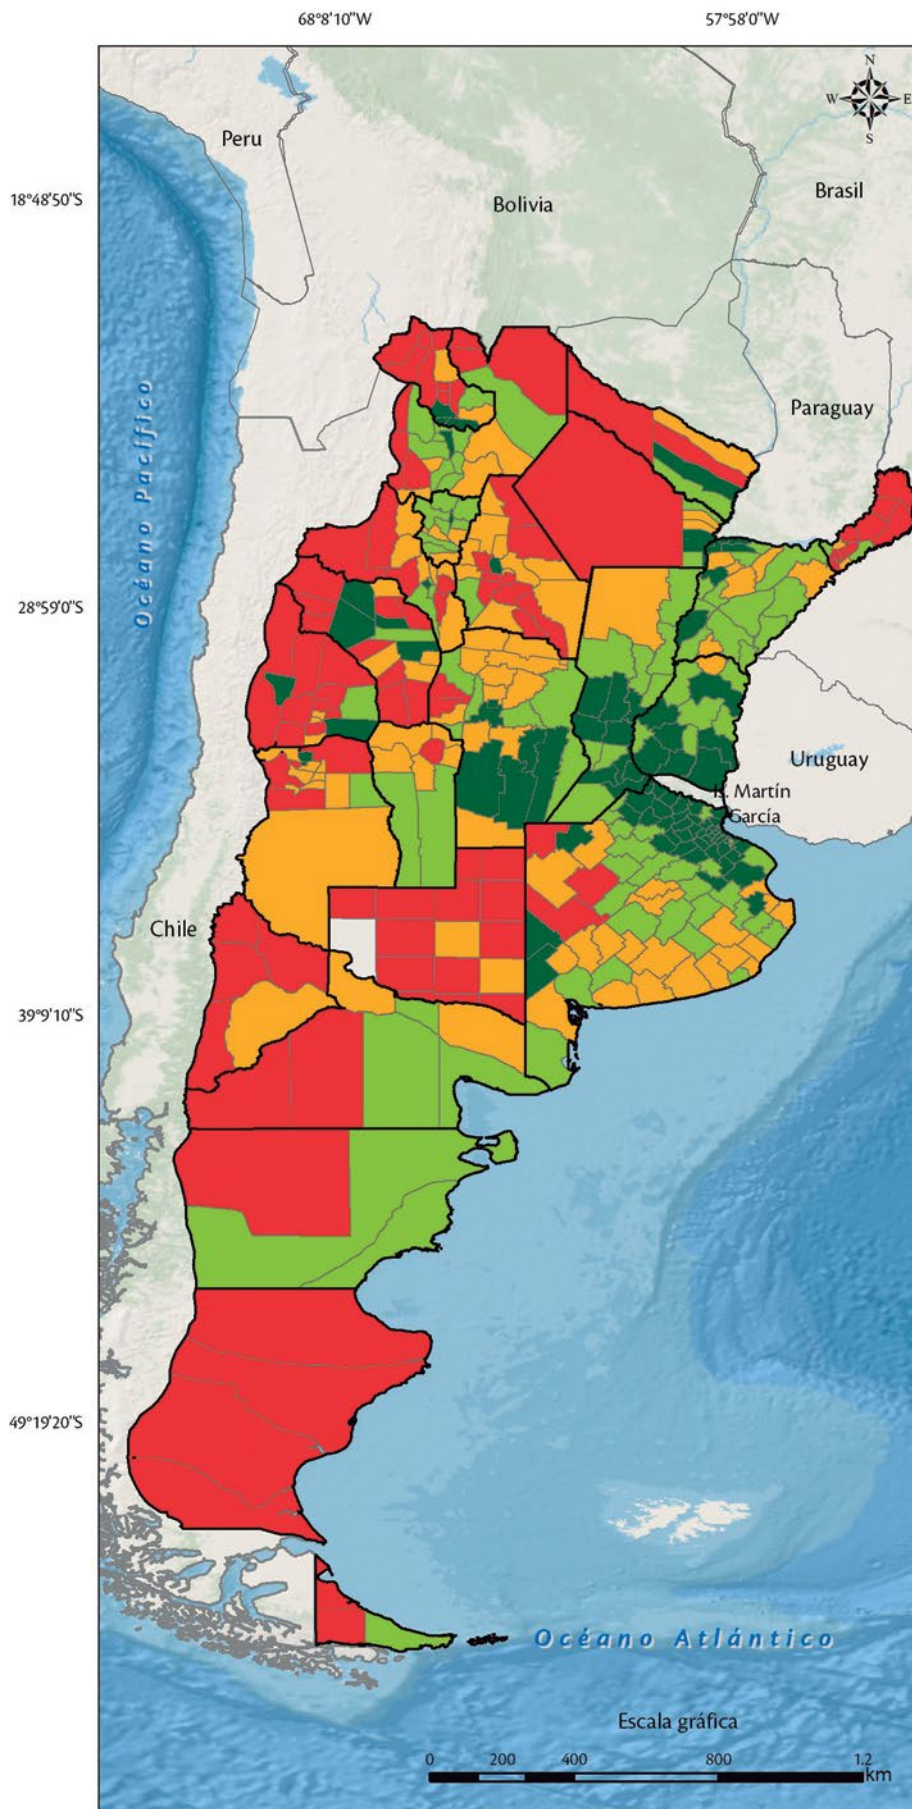 68°8'10"W
57°58'0"W
N
W
E
S
Peru
18°48'50"S
Bolivia
Brasil
Océano Pacífico
Paraguay
28°59'0"S
Uruguay
Martín
García
Chile
39°9'10"S
49°19'20"S
Océano Atlántico
Escala gráfica
0 200 400 800 1.2
km